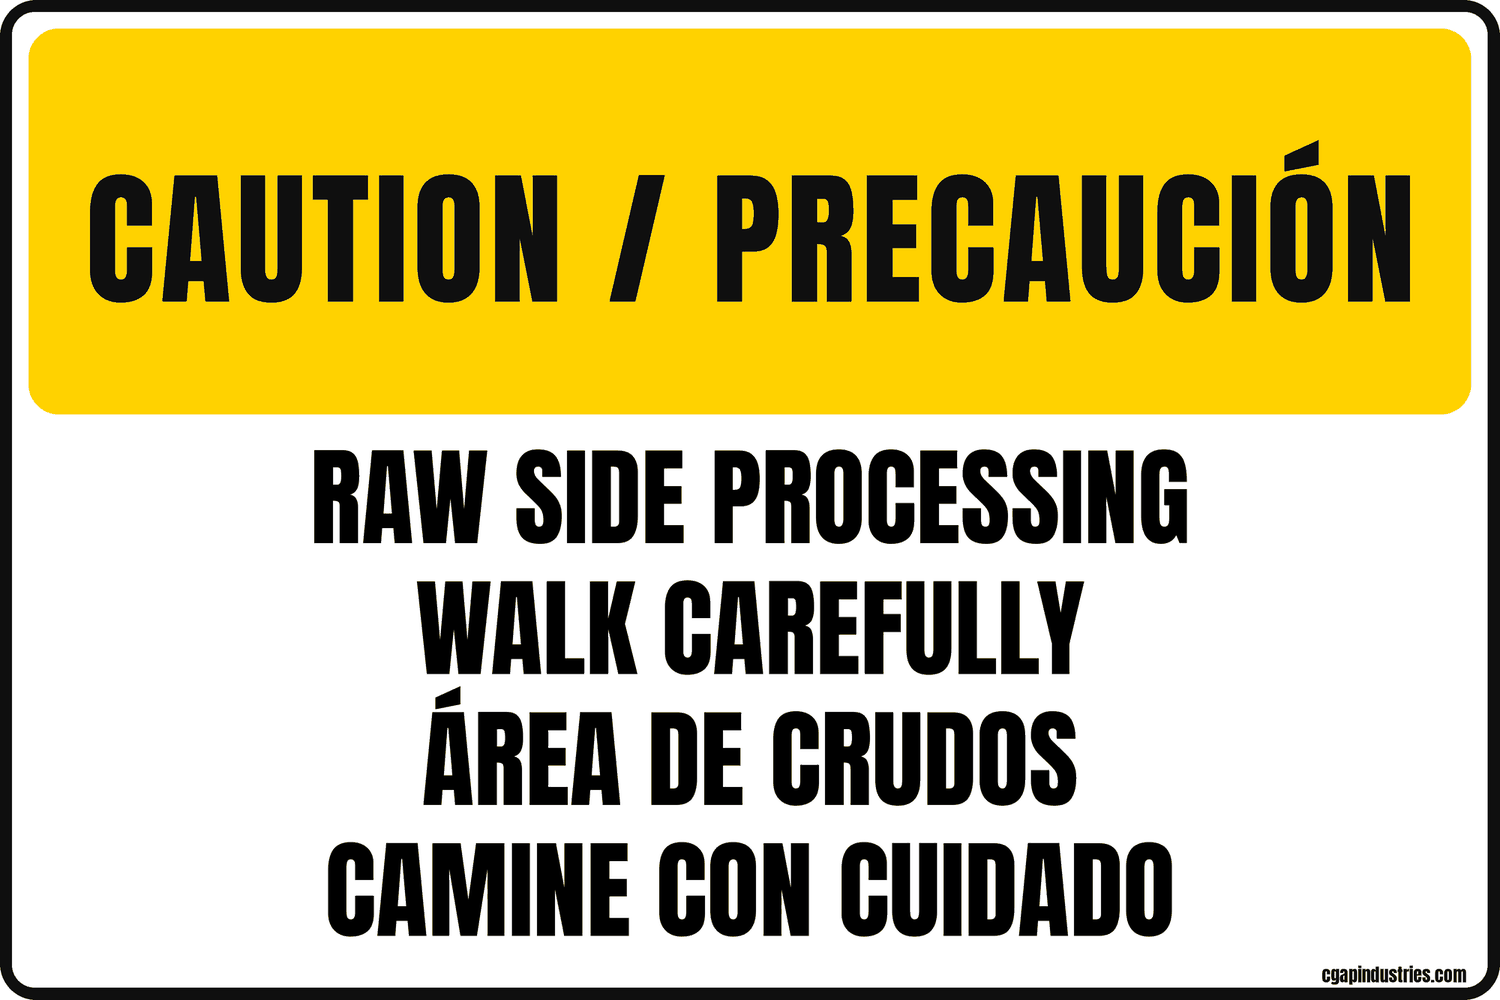 CAUTION / PRECAUCIÓN
RAW SIDE PROCESSING
WALK CAREFULLY
ÁREA DE CRUDOS
CAMINE CON CUIDADO
cgapindustries.com